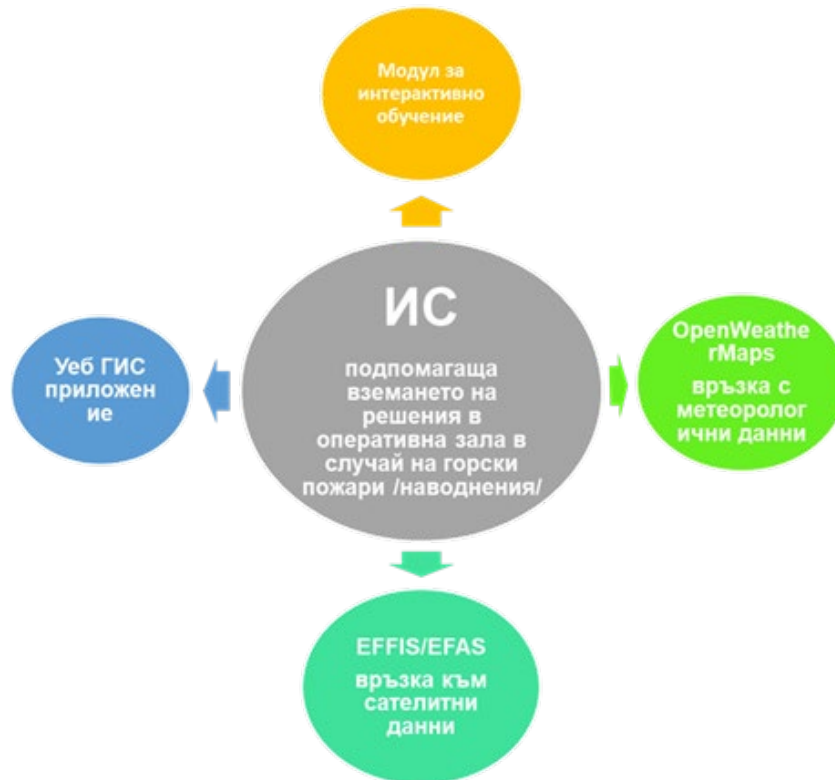 Модул за
интерактивно
обучение
ИС
подпомагаща
вземането на
решения в
оперативна зала в
случай на горски
пожари /наводнения/
Уеб ГИС
приложен
ие
OpenWeathe
rMaps
връзка с
метеоролог
ични данни
EFFIS/EFAS
връзка към
сателитни
данни